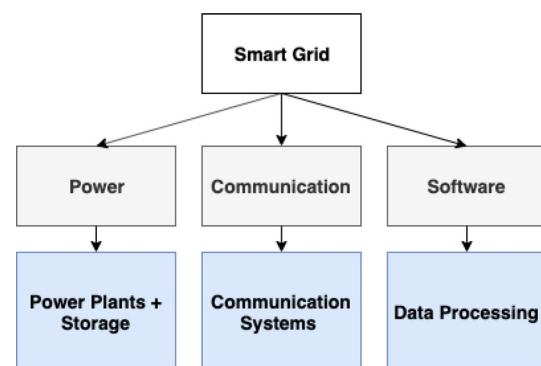 Smart Grid
Power
Communication
Software
Power Plants +
Storage
Communication
Systems
Data Processing